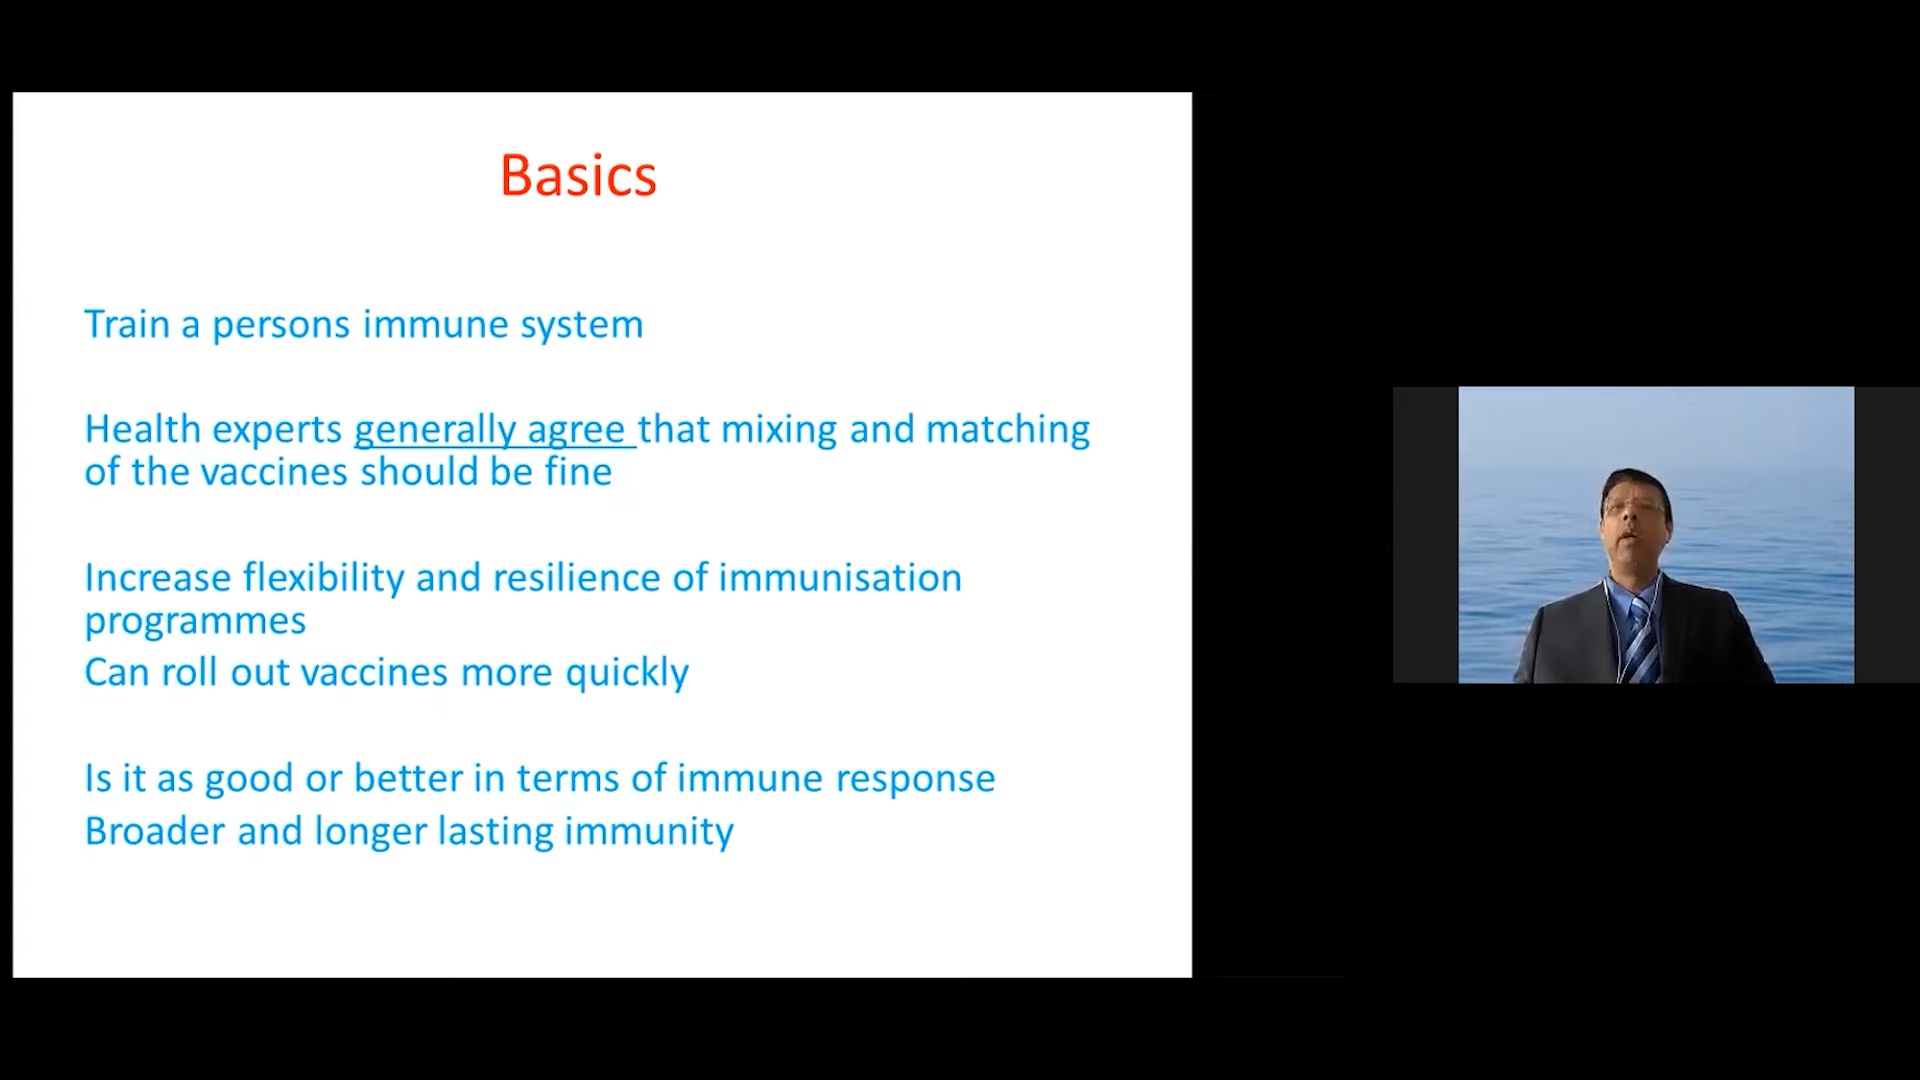 Basics
Train a persons immune system
Health experts generally agree that mixing and matching
of the vaccines should be fine
Increase flexibility and resilience of immunisation
programmes
Can roll out vaccines more quickly
Is it as good or better in terms of immune response
Broader and longer lasting immunity